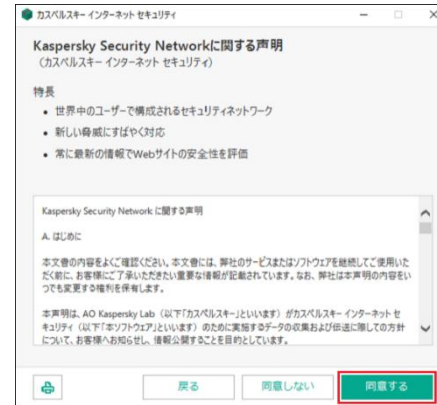 カスペルスキー インターネット セキュリティ
Kaspersky Security Networkに関する声明
（カスペルスキー インターネット セキュリティ）
特長
• 世界中のユーザーで構成されるセキュリティネットワーク
• 新しい脅威にすばやく対応
• 常に最新の情報でWebサイトの安全性を評価
Kaspersky Security Network に関する声明
A. はじめに
本文書の内容をよくご確認ください。本文書には、弊社のサービスまたはソフトウェアを継続してご使用いた
だく前に、お客様にご了承いただきたい重要な情報が記載されています。なお、弊社は本声明の内容をい
つでも変更する権利を保有します。
本声明は、AO Kaspersky Lab（以下「カスペルスキー」といいます）がカスペルスキー インターネット セ
キュリティ（以下「本ソフトウェア」といいます）のために実施するデータの収集および伝送に際しての方針
について、お客様へお知らせし、情報公開することを目的としています。
戻る
同意しない
同意する